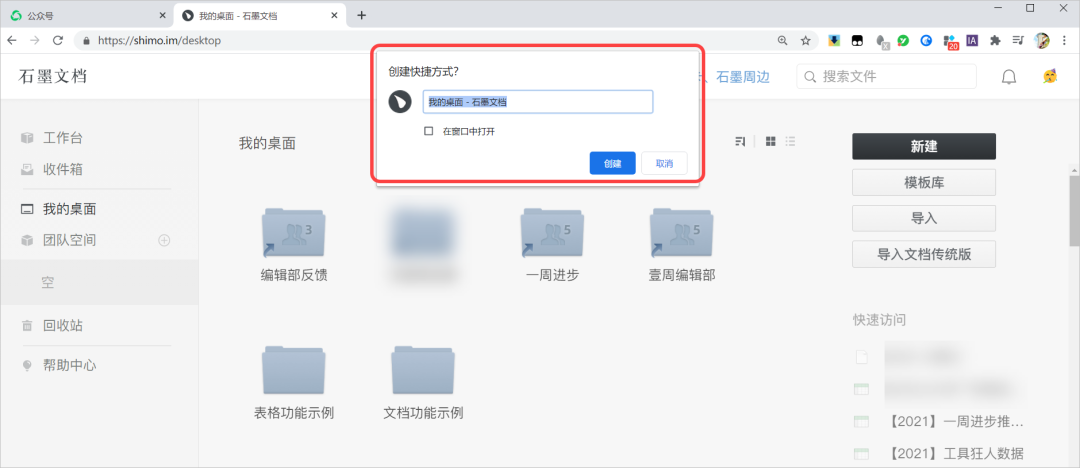 公众号
我的桌面 - 石墨文档
https://shimo.im/desktop
20
IA
石墨文档
创建快捷方式?
我的桌面 - 石墨文档
在窗口中打开
创建
取消
石墨周边
搜索文件
工作台
收件箱
我的桌面
团队空间
空
回收站
帮助中心
我的桌面
3
编辑部反馈
5
一周进步
5
壹周编辑部
表格功能示例
文档功能示例
新建
模板库
导入
导入文档传统版
快速访问
【2021】一周进步推...
【2021】工具狂人数据